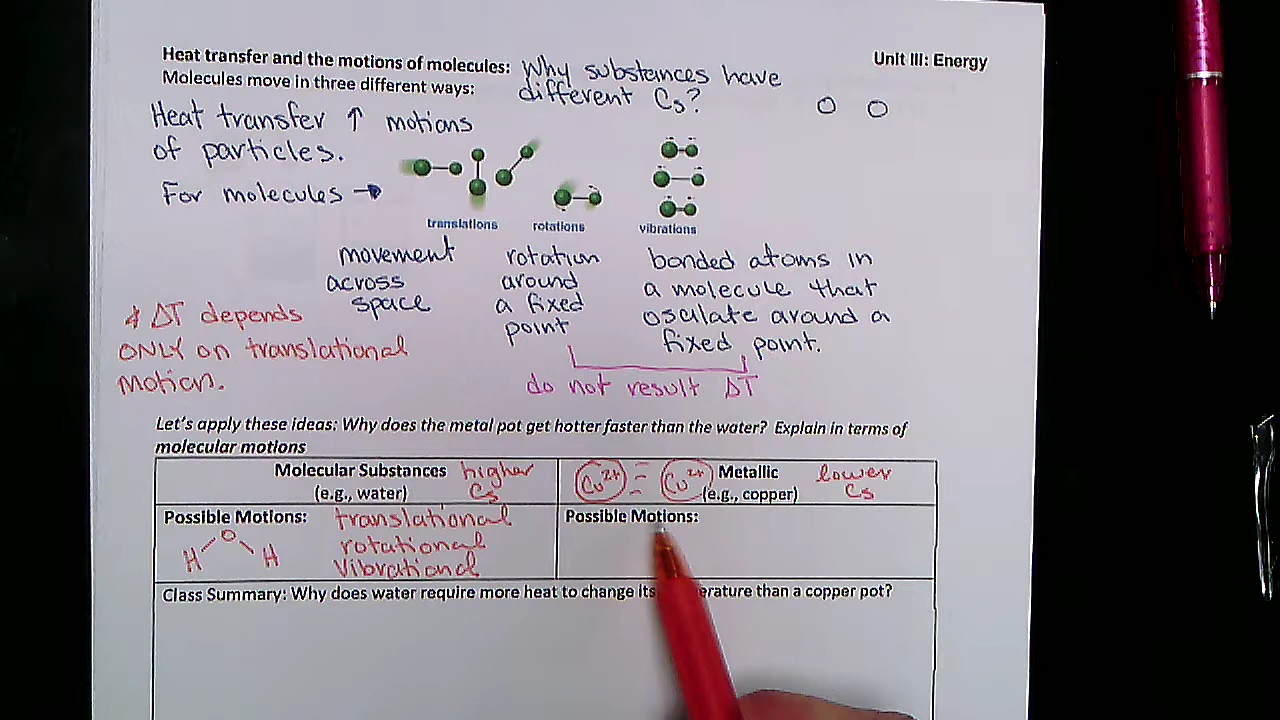 Heat transfer and the motions of molecules: Why substances have
Unit III: Energy
Molecules move in three different ways: different Cs?
Heat transfer ↑ motions
of particles.
For molecules →
translations rotations vibrations
movement
across
space
rotation
around
a fixed
point
bonded atoms in
a molecule that
osculate around a
fixed point.
* ΔT depends
ONLY on translational
motion.
do not result ΔT
Let's apply these ideas: Why does the metal pot get hotter faster than the water? Explain in terms of
molecular motions
Molecular Substances higher
(e.g., water) Cs
Cu2+ Cu2+ Metallic lower
(e.g., copper) Cs
Possible Motions: translational
H O H rotational
vibrational
Possible Motions:
Class Summary: Why does water require more heat to change its than a copper pot?